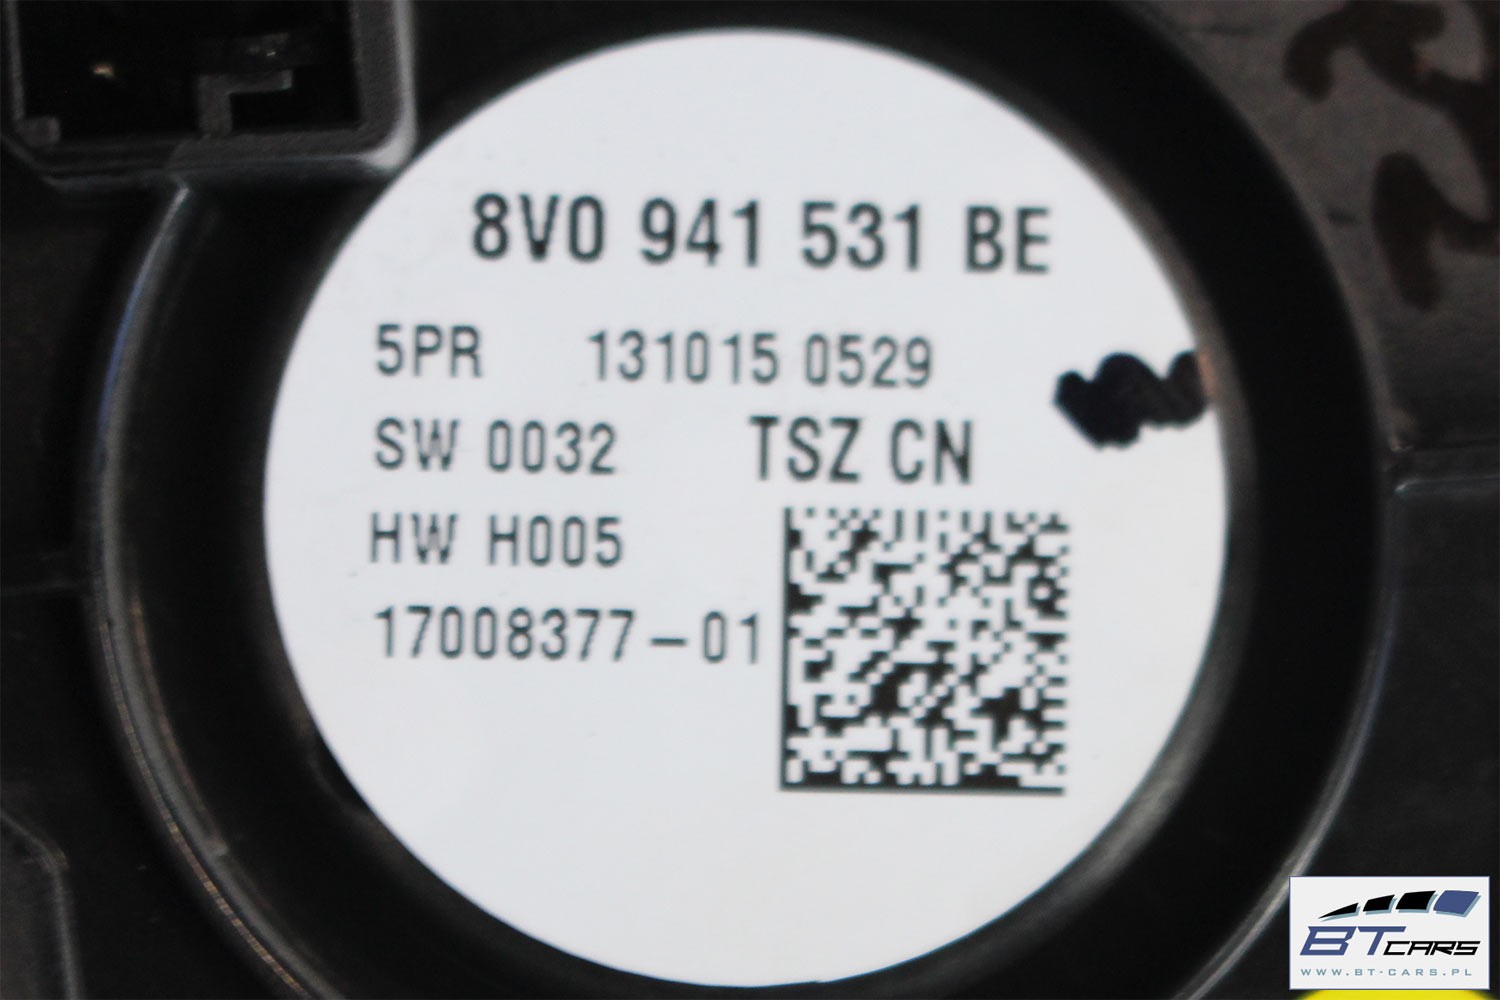 8V0 941 531 BE
5PR 131015 0529
SW 0032 TSZ CN
HW H005
17008377-01
BT CARS
WWW.BT-CARS.PL